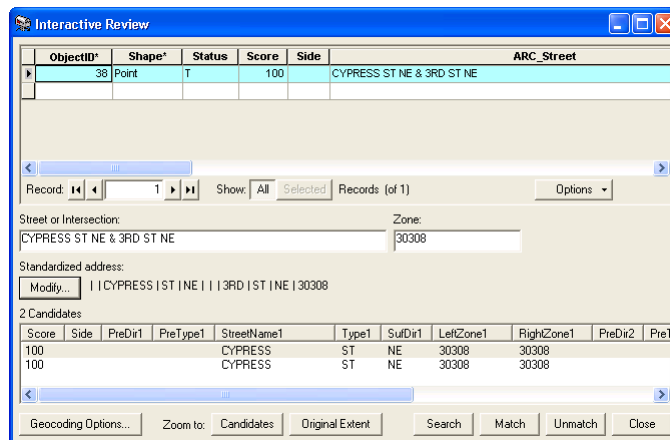 Interactive Review
ObjectID* Shape* Status Score Side ARC_Street
38 Point T 100 CYPRESS ST NE & 3RD ST NE
Record: 1 Show: All Selected Records (of 1) Options
Street or Intersection: Zone:
CYPRESS ST NE & 3RD ST NE 30308
Standardized address:
Modify... | | CYPRESS | ST | NE | | | 3RD | ST | NE | 30308
2 Candidates
Score Side PreDir1 PreType1 StreetName1 Type1 SufDir1 LeftZone1 RightZone1 PreDir2 PreT
100 CYPRESS ST NE 30308 30308
100 CYPRESS ST NE 30308 30308
Geocoding Options... Zoom to: Candidates Original Extent Search Match Unmatch Close